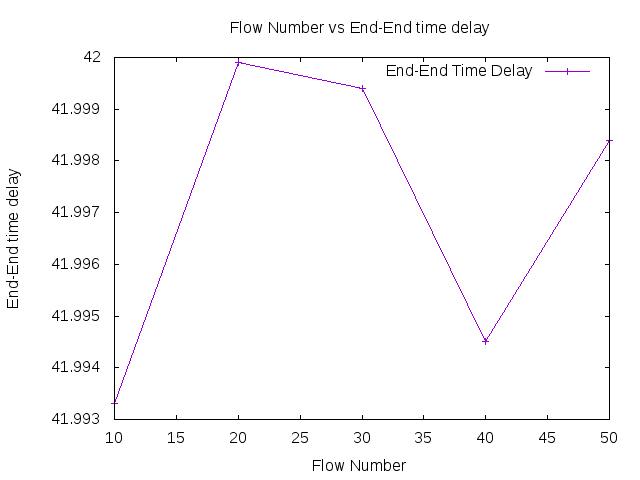 Flow Number vs End-End time delay
End-End Time Delay
42
41.999
41.998
41.997
41.996
41.995
41.994
41.993
10 15 20 25 30 35 40 45 50
End-End time delay
Flow Number